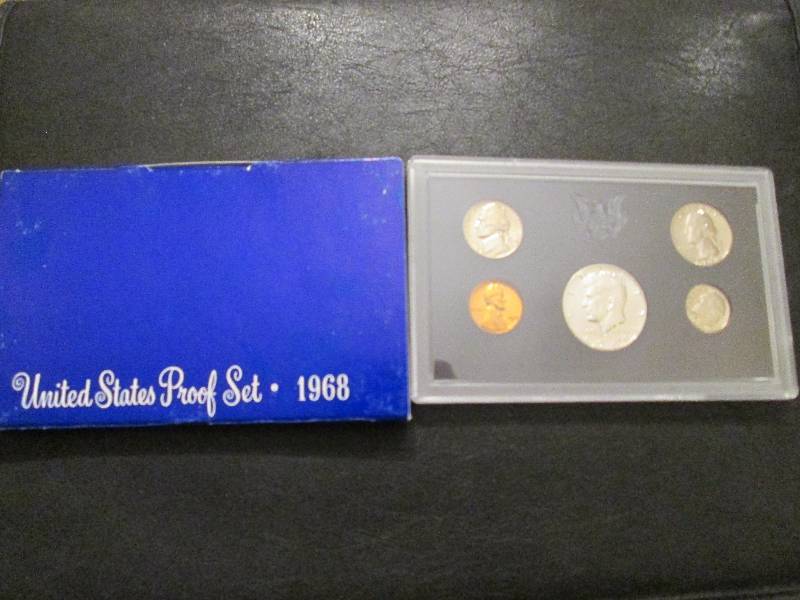 United States Proof Set • 1968